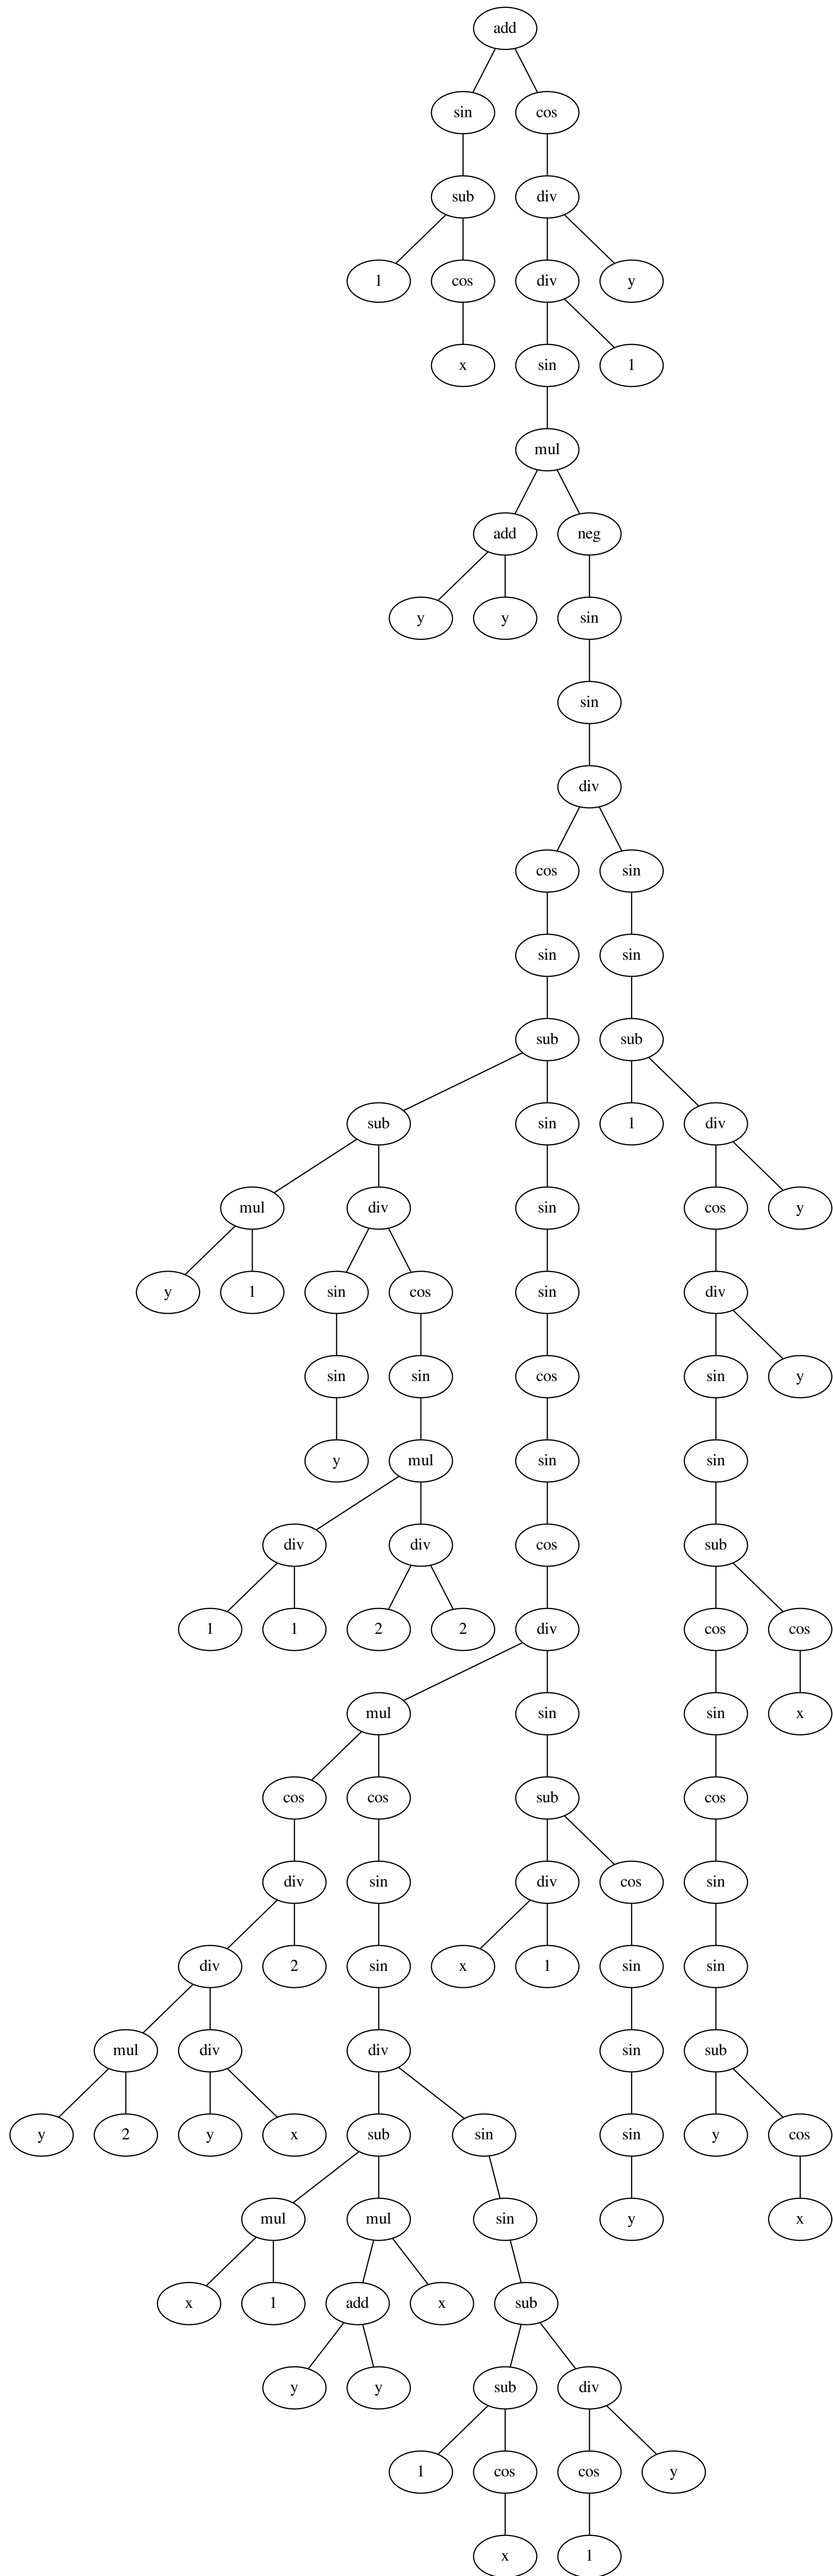 add
sin cos
sub div
1 cos div y
x sin 1
mul
add neg
y y sin
sin
div
cos sin
sin sin
sub sub
sub sin 1 div
mul div sin cos y
y 1 sin cos sin div
sin sin cos sin y
y mul sin sin
div div cos sub
1 1 2 2 div cos cos
mul sin sin x
cos cos sub cos
div sin div cos sin
div 2 sin x 1 sin sin
mul div div sin sub
y 2 y x sub sin sin y cos
mul mul sin y x
x 1 add x sub
y y sub div
1 cos cos y
x 1